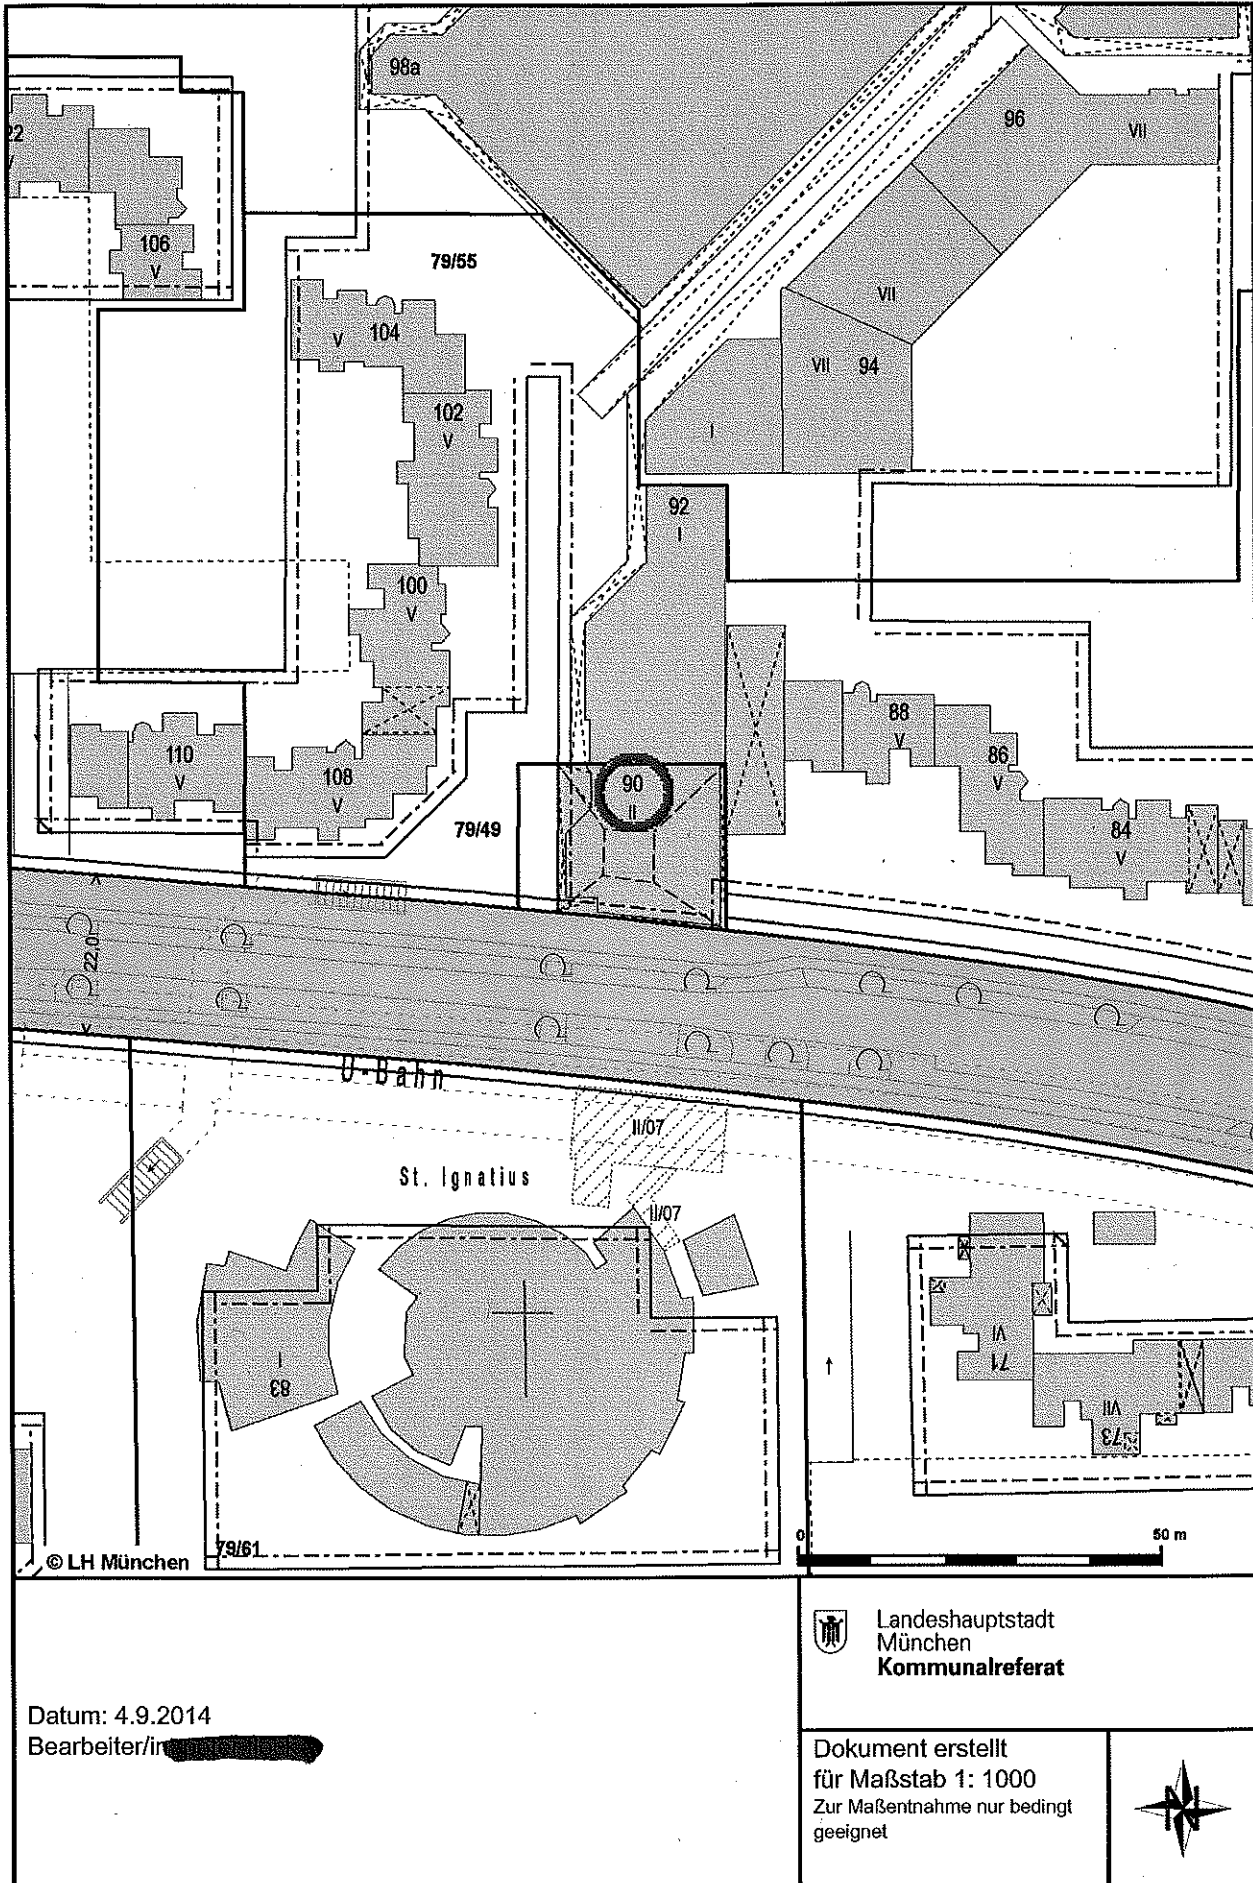 98a
96
VII
22
V
106
V
79/55
VII
V 104
VII 94
102
V
I
92
I
100
V
88
V
110
V
86
V
108
V
90
II
79/49
84
V
22.0
U-Bahn
II/07
St. Ignatius
II/07
I
83
71
VI
VII
73
0 50 m
79/61
© LH München
Landeshauptstadt
München
Kommunalreferat
Datum: 4.9.2014
Bearbeiter/in
Dokument erstellt
für Maßstab 1: 1000
Zur Maßentnahme nur bedingt
geeignet
N